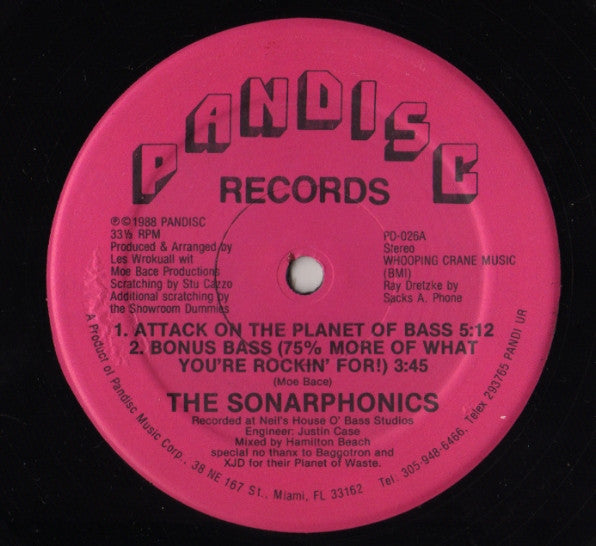 PANDISC
RECORDS
℗©1988 PANDISC
33⅓ RPM
Produced & Arranged by
Les Wrokuall wit
Moe Bace Productions
Scratching by Stu Cazzo
Additional scratching by
the Showroom Dummies
PD-026A
Stereo
WHOOPING CRANE MUSIC
(BMI)
Ray Dretzke by
Sacks A. Phone
1. ATTACK ON THE PLANET OF BASS 5:12
2. BONUS BASS (75% MORE OF WHAT
YOU'RE ROCKIN' FOR!) 3:45
(Moe Bace)
THE SONARPHONICS
Recorded at Neil's House O' Bass Studios
Engineer: Justin Case
Mixed by Hamilton Beach
special no thanx to Baggotron and
XJD for their Planet of Waste.
A Product of Pandisc Music Corp. 38 NE 167 St., Miami, FL 33162 Tel. 305-948-6466, Telex 293765 PANDI UR